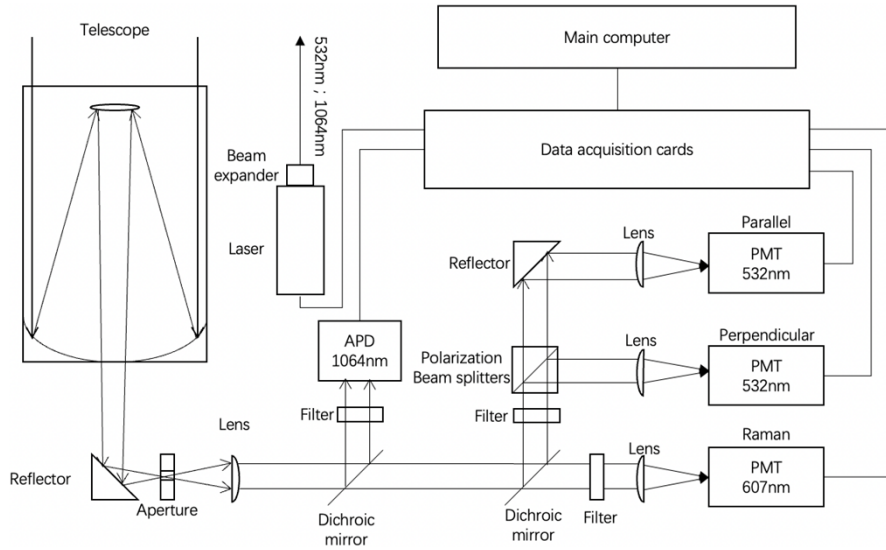 Telescope
532nm ; 1064nm
Main computer
Data acquisition cards
Beam
expander
Laser
APD
1064nm
Filter
Lens
Reflector
Aperture
Dichroic
mirror
Reflector
Lens
Parallel
PMT
532nm
Polarization
Beam splitters
Lens
Perpendicular
PMT
532nm
Filter
Lens
Raman
PMT
607nm
Dichroic
mirror
Filter